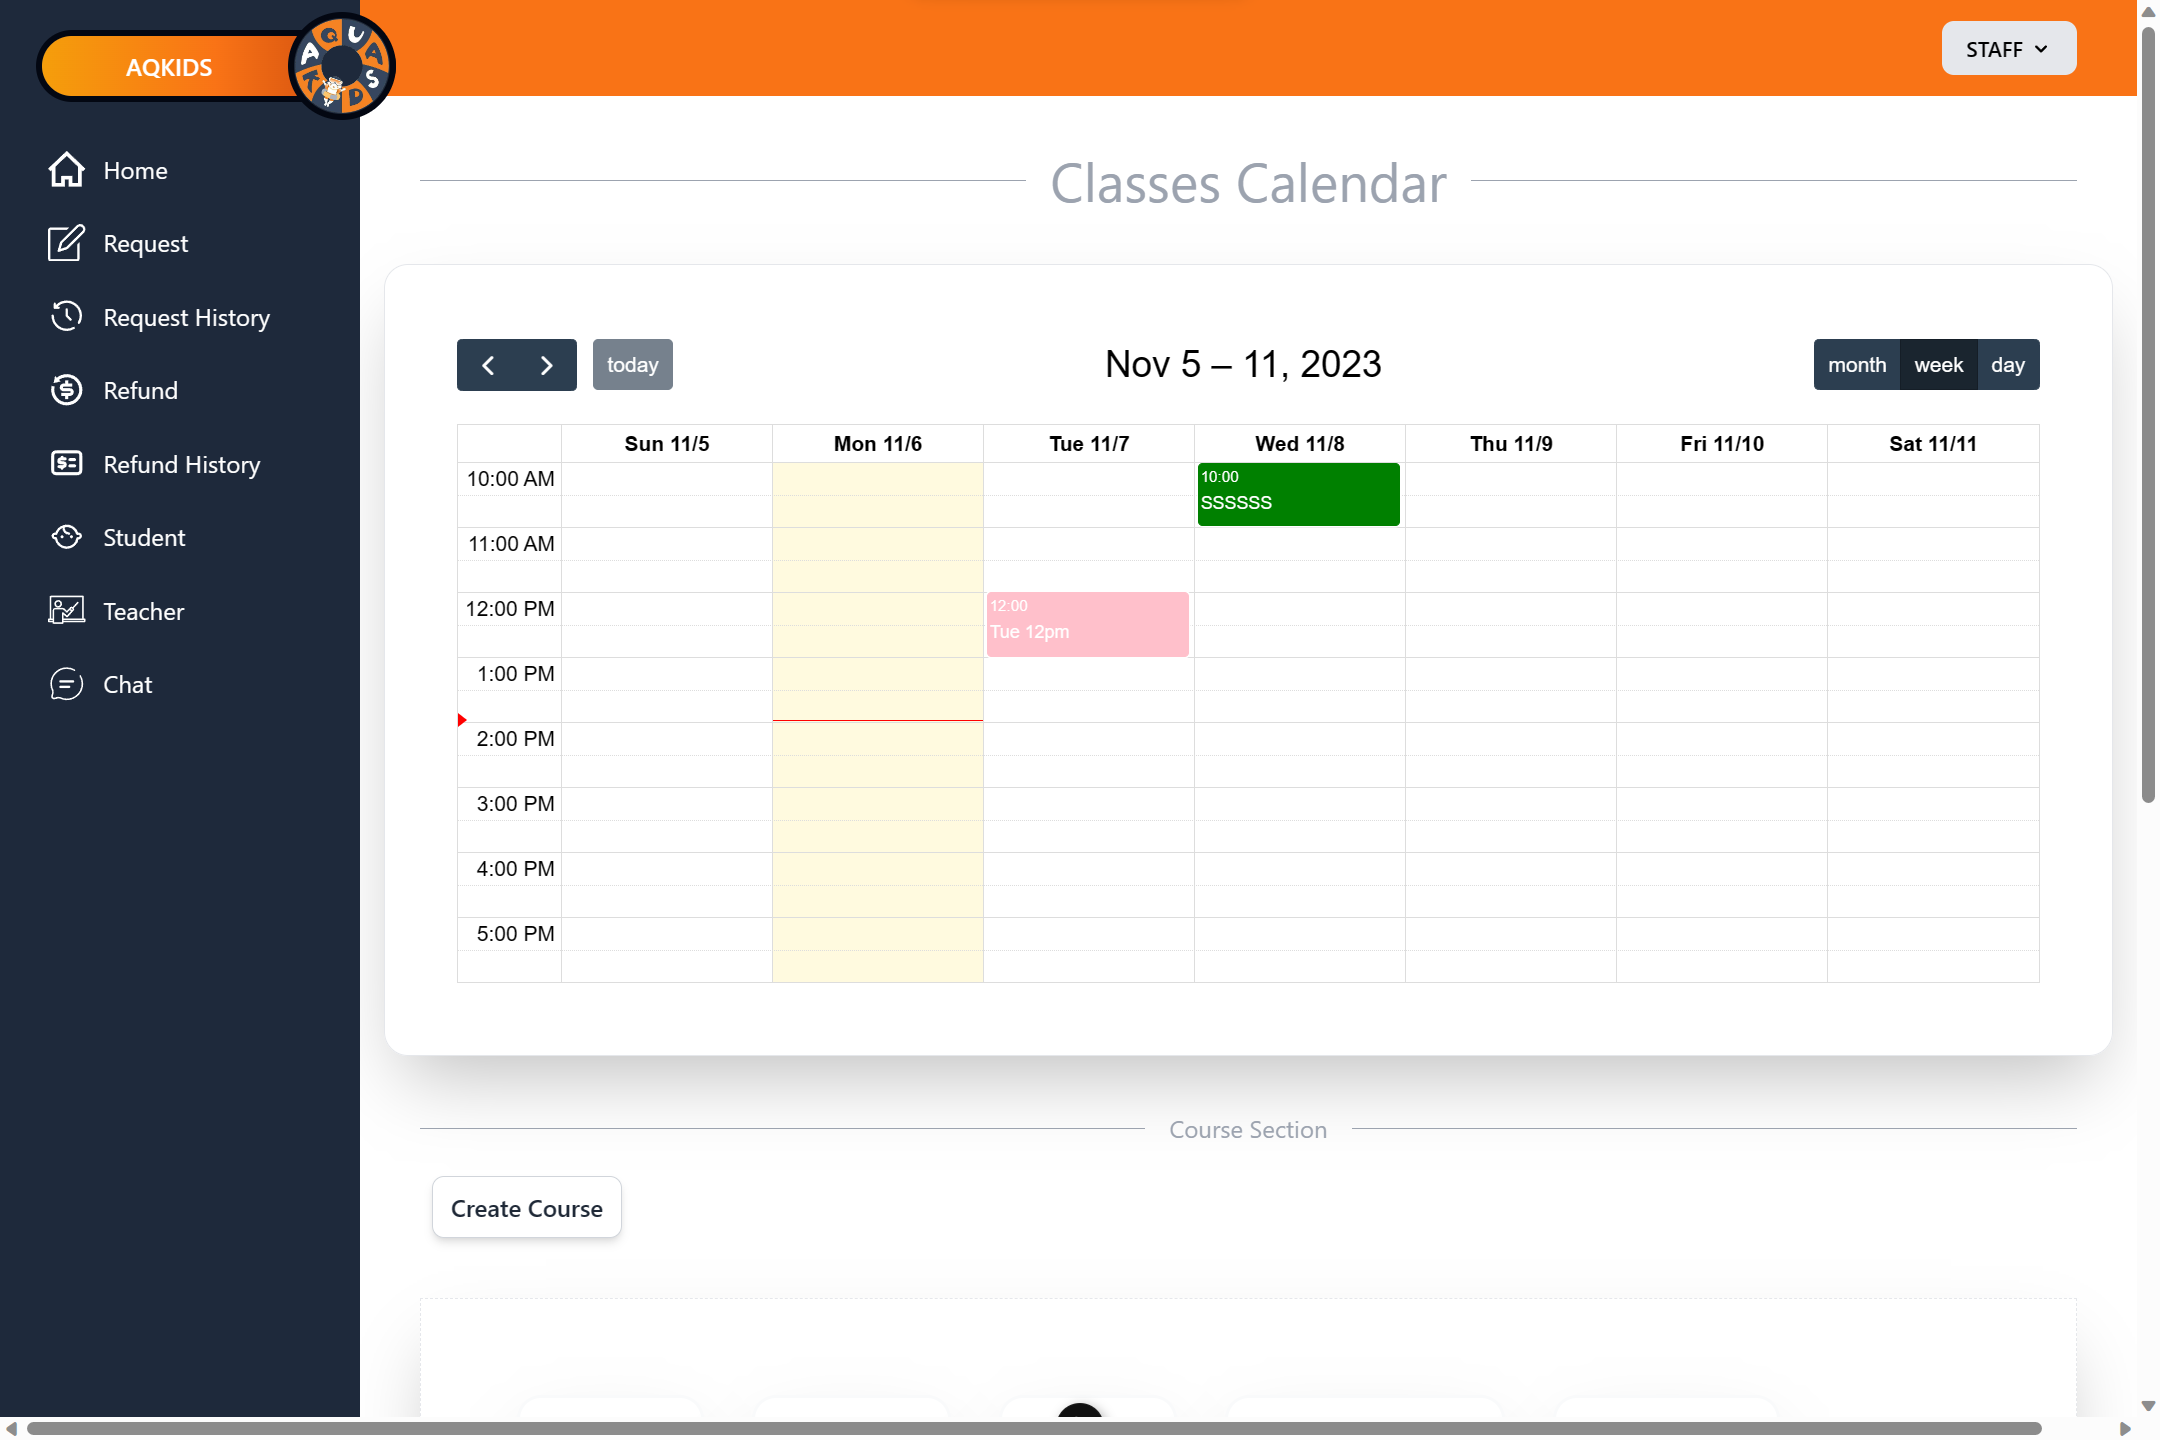 AQKIDS
AQUAKIDS
STAFF
Home
Request
Request History
Refund
Refund History
Student
Teacher
Chat
Classes Calendar
today
Nov 5 – 11, 2023
month week day
Sun 11/5 Mon 11/6 Tue 11/7 Wed 11/8 Thu 11/9 Fri 11/10 Sat 11/11
10:00 AM
10:00
SSSSSS
11:00 AM
12:00 PM
12:00
Tue 12pm
1:00 PM
2:00 PM
3:00 PM
4:00 PM
5:00 PM
Course Section
Create Course